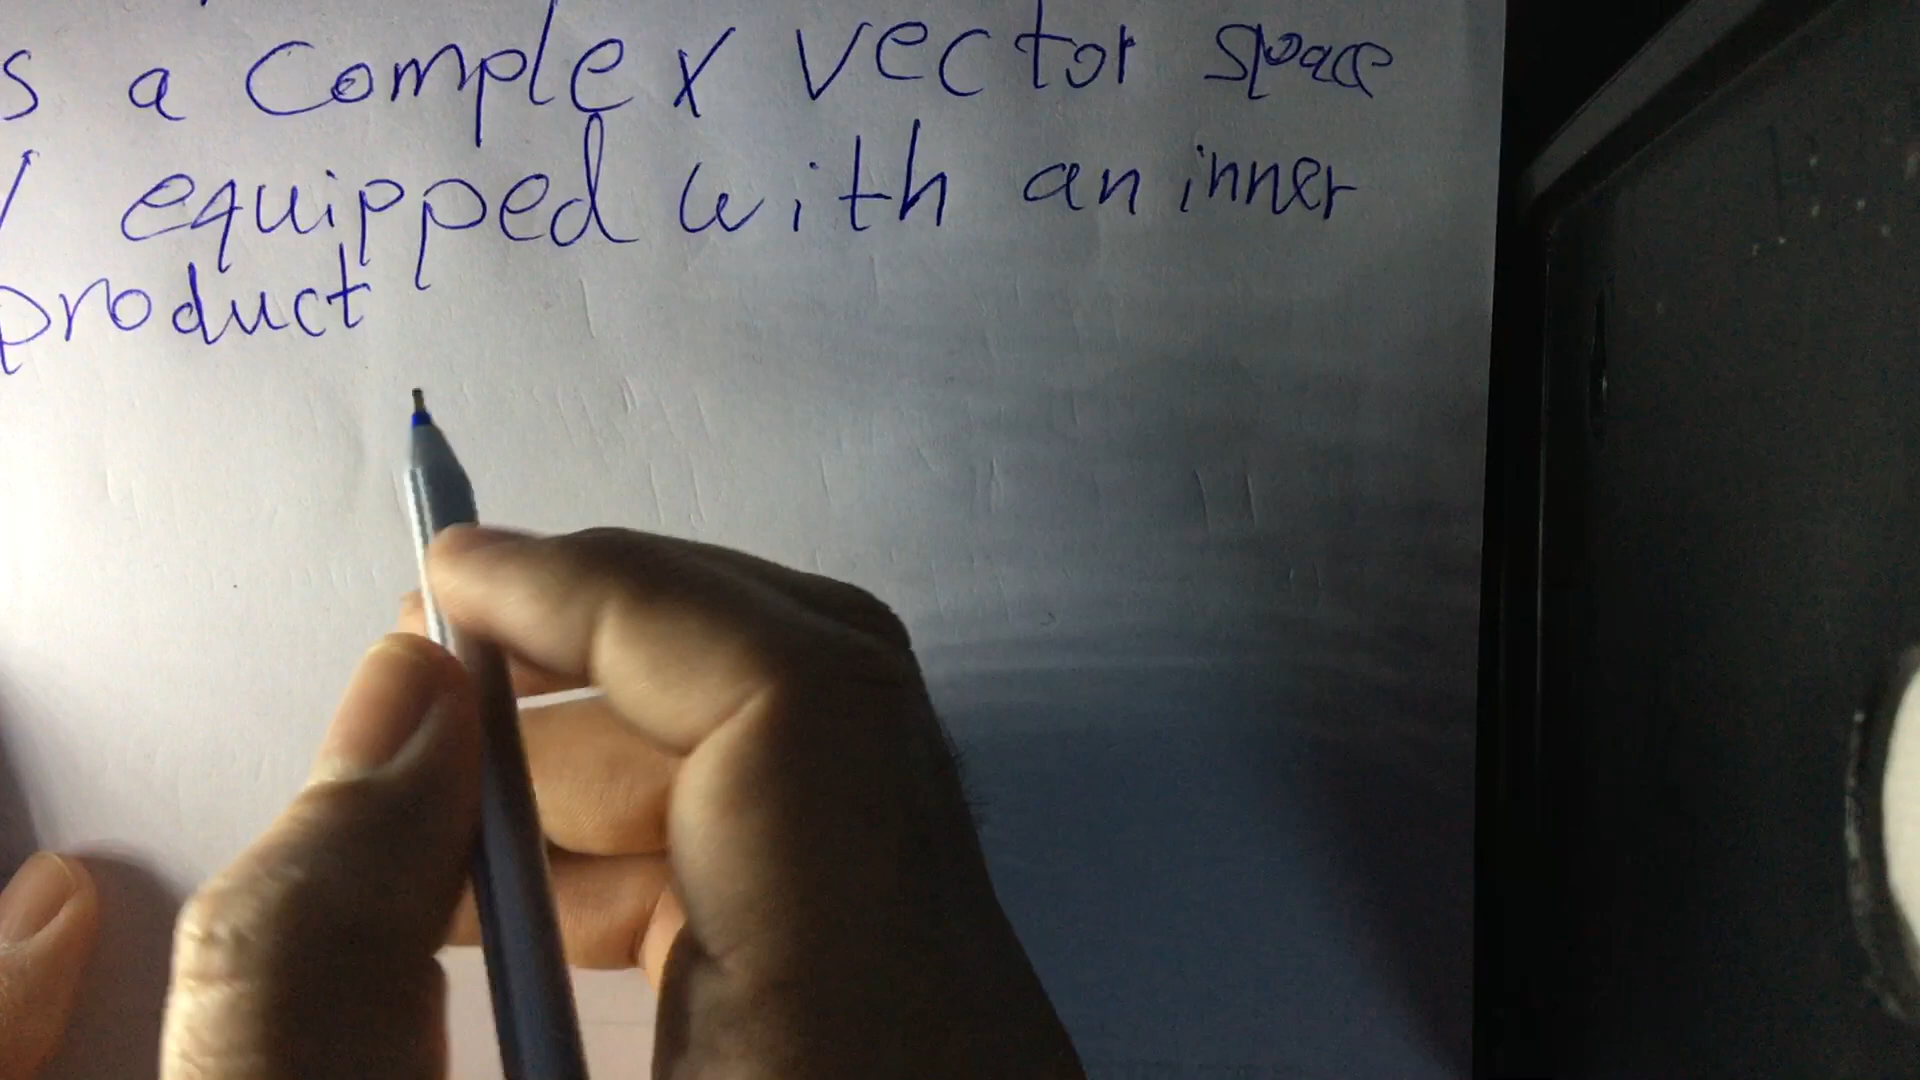 s a complex vector space
equipped with an inner
product